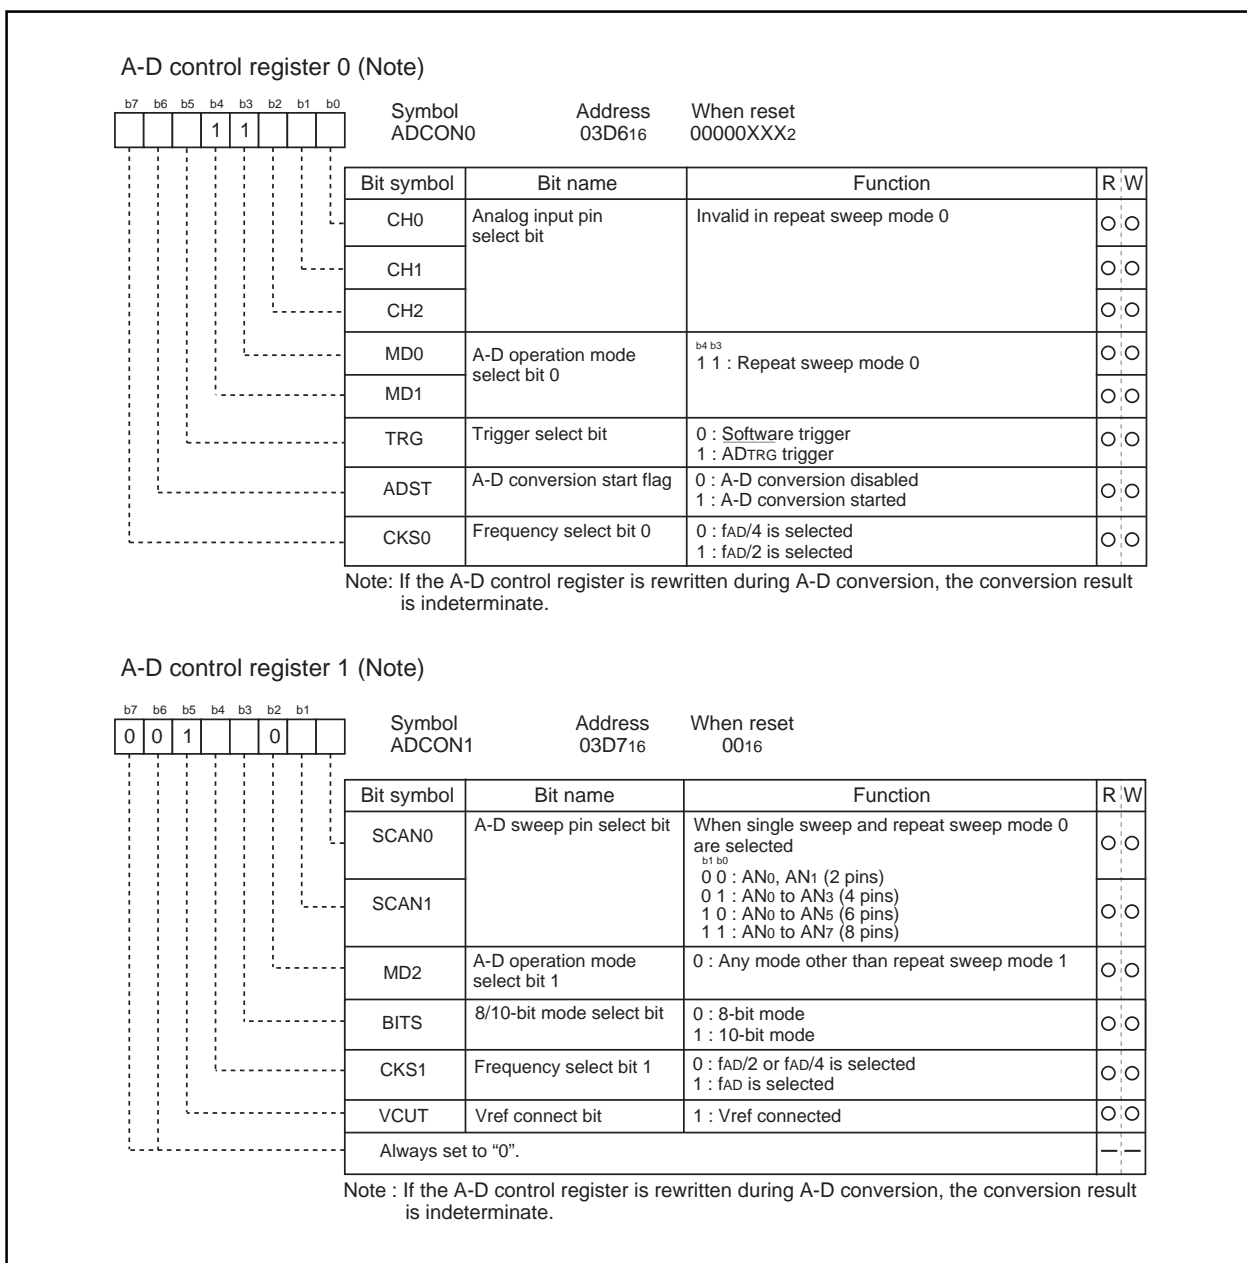 A-D control register 0 (Note)
b7 b6 b5 b4 b3 b2 b1 b0
1 1
Symbol Address When reset
ADCON0 03D616 00000XXX2
Bit symbol Bit name Function R W
CH0 Analog input pin select bit Invalid in repeat sweep mode 0
CH1
CH2
MD0 A-D operation mode select bit 0 b4 b3
1 1 : Repeat sweep mode 0
MD1
TRG Trigger select bit 0 : Software trigger
1 : ADTRG trigger
ADST A-D conversion start flag 0 : A-D conversion disabled
1 : A-D conversion started
CKS0 Frequency select bit 0 0 : fAD/4 is selected
1 : fAD/2 is selected
Note: If the A-D control register is rewritten during A-D conversion, the conversion result
is indeterminate.
A-D control register 1 (Note)
b7 b6 b5 b4 b3 b2 b1
0 0 1 0
Symbol Address When reset
ADCON1 03D716 0016
Bit symbol Bit name Function R W
SCAN0 A-D sweep pin select bit When single sweep and repeat sweep mode 0
are selected
b1 b0
0 0 : AN0, AN1 (2 pins)
SCAN1 0 1 : AN0 to AN3 (4 pins)
1 0 : AN0 to AN5 (6 pins)
1 1 : AN0 to AN7 (8 pins)
MD2 A-D operation mode select bit 1 0 : Any mode other than repeat sweep mode 1
BITS 8/10-bit mode select bit 0 : 8-bit mode
1 : 10-bit mode
CKS1 Frequency select bit 1 0 : fAD/2 or fAD/4 is selected
1 : fAD is selected
VCUT Vref connect bit 1 : Vref connected
Always set to “0”.
Note : If the A-D control register is rewritten during A-D conversion, the conversion result
is indeterminate.